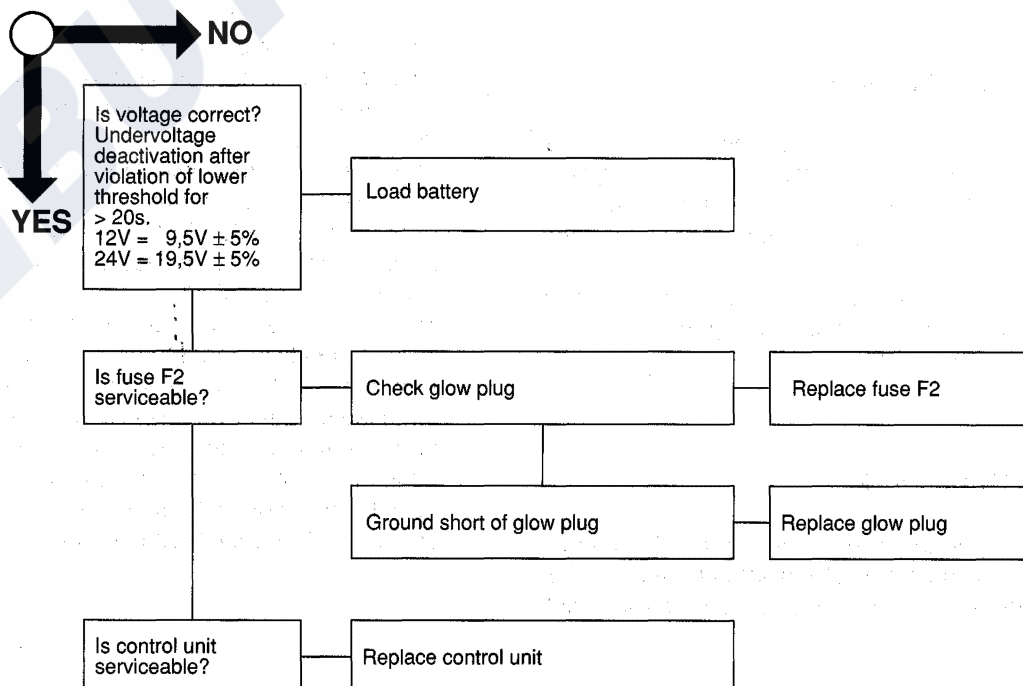 NO
YES
Is voltage correct?
Undervoltage
deactivation after
violation of lower
threshold for
> 20s.
12V = 9,5V ± 5%
24V = 19,5V ± 5%
Load battery
Is fuse F2
serviceable?
Check glow plug
Replace fuse F2
Ground short of glow plug
Replace glow plug
Is control unit
serviceable?
Replace control unit